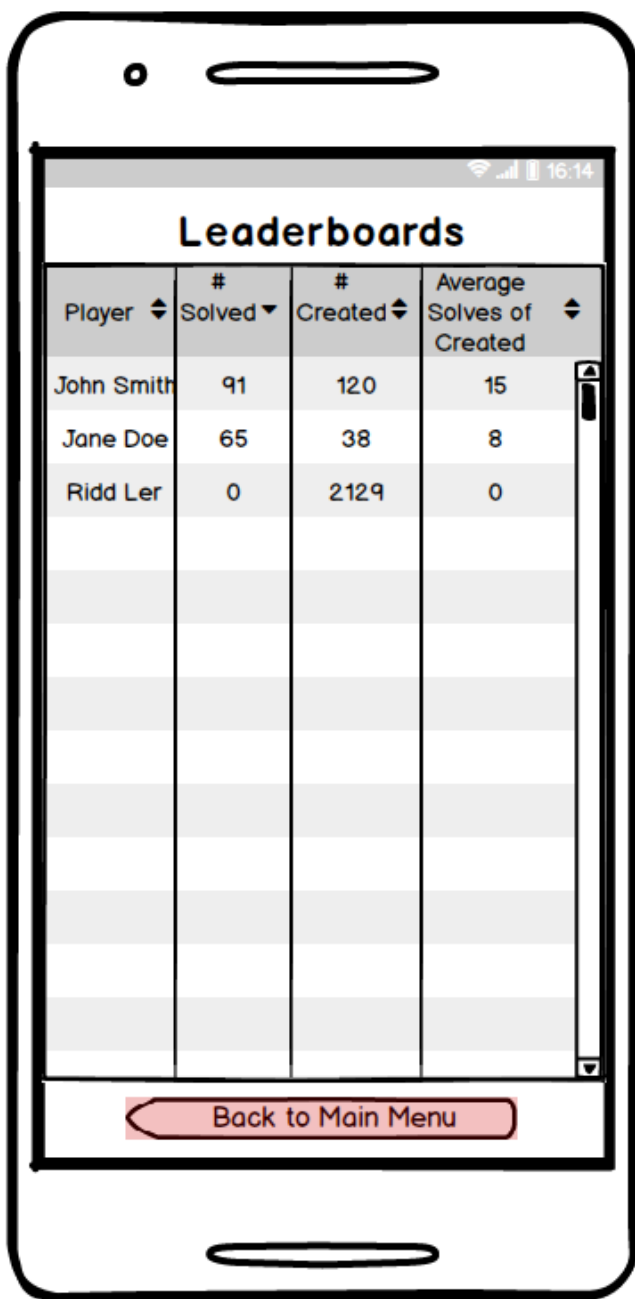 16:14
Leaderboards
Player # Solved # Created Average Solves of Created
John Smith 91 120 15
Jane Doe 65 38 8
Ridd Ler 0 2129 0
Back to Main Menu